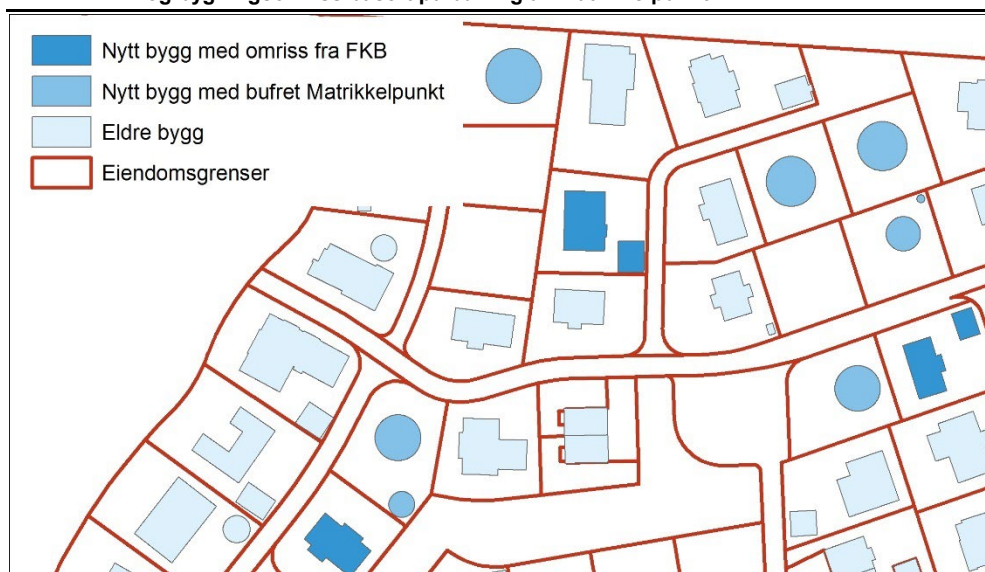 Nytt bygg med omriss fra FKB
Nytt bygg med bufret Matrikkelpunkt
Eldre bygg
Eiendomsgrenser